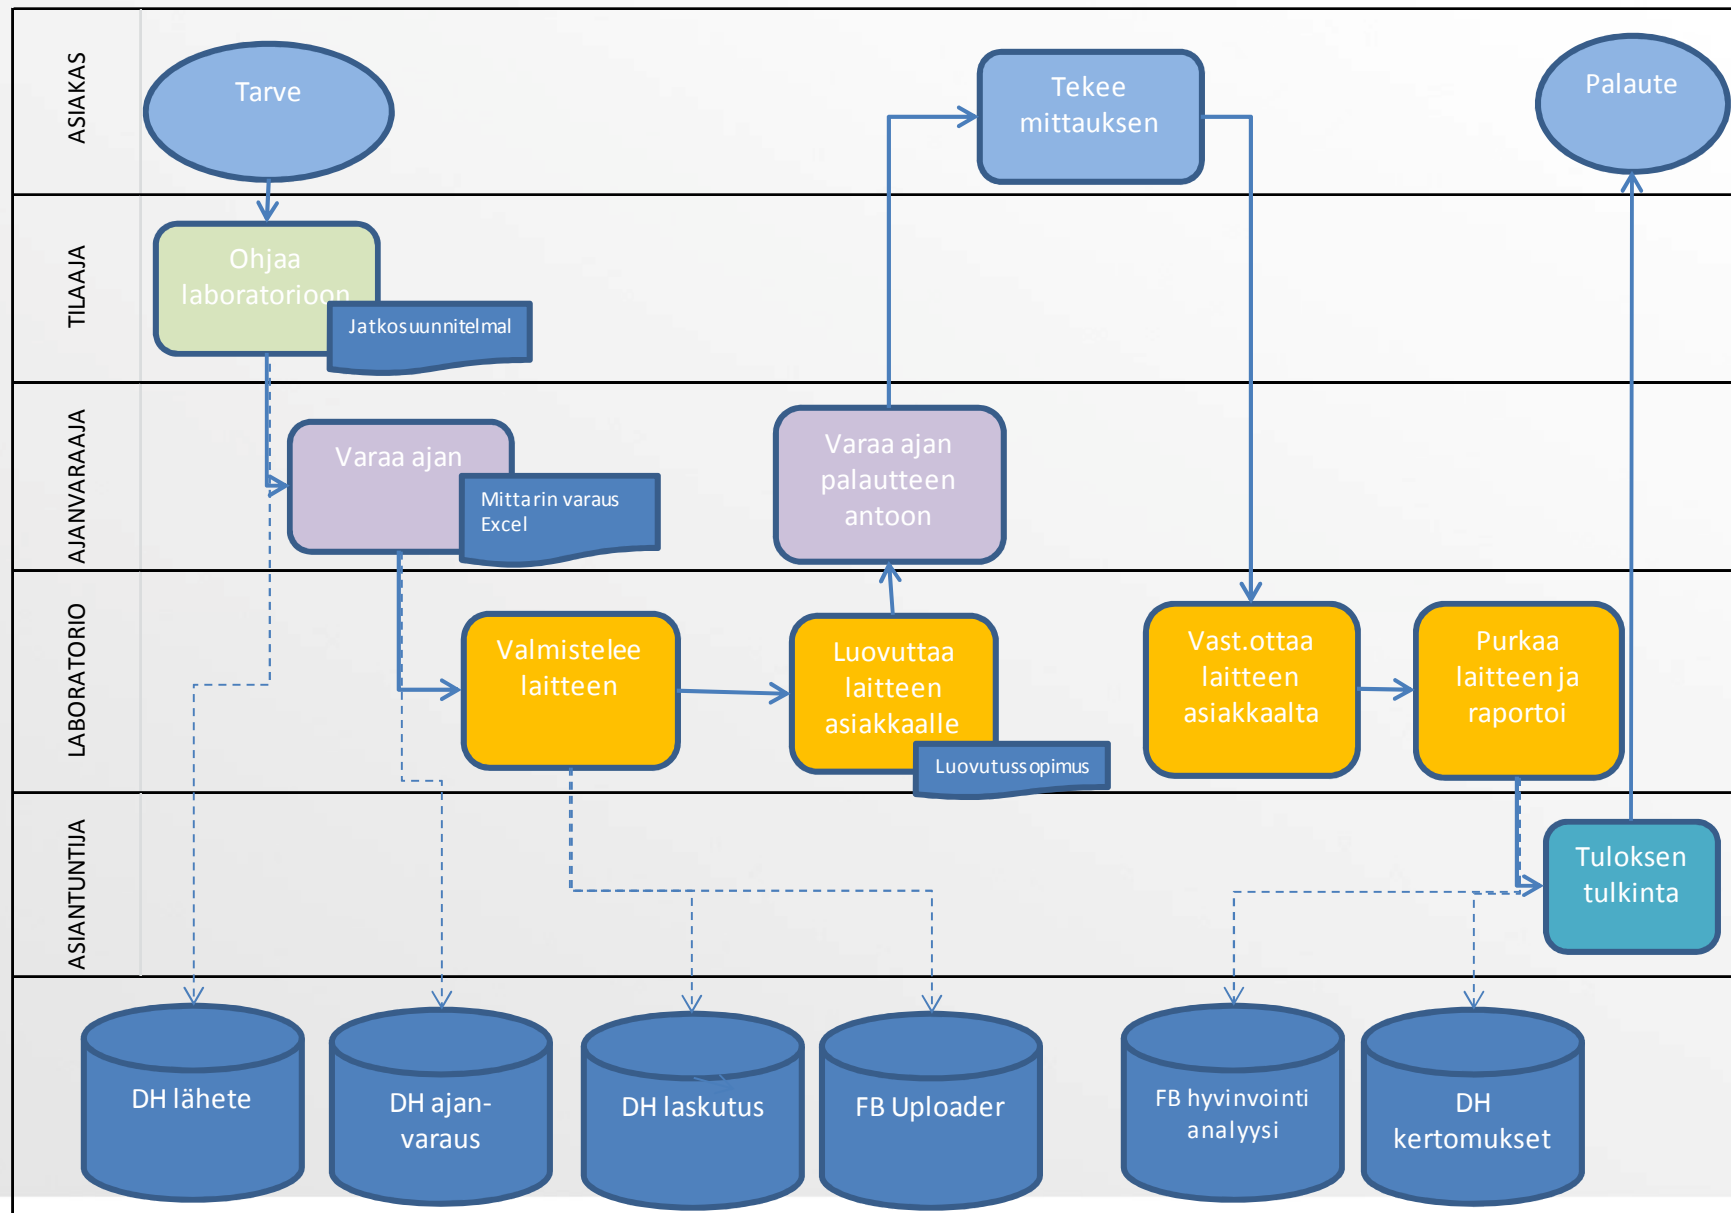 ASIAKAS
Tarve
Tekee
mittauksen
Palaute
TILAAJA
Ohjaa
laboratorioon
Jatkosuunnitelmal
AJANVARAAJA
Varaa ajan
Mittarin varaus
Excel
Varaa ajan
palautteen
antoon
LABORATORIO
Valmistelee
laitteen
Luovuttaa
laitteen
asiakkaalle
Luovutussopimus
Vast.ottaa
laitteen
asiakkaalta
Purkaa
laitteen ja
raportoi
ASIANTUNTIJA
Tuloksen
tulkinta
DH lähete
DH ajan-
varaus
DH laskutus
FB Uploader
FB hyvinvointi
analyysi
DH
kertomukset